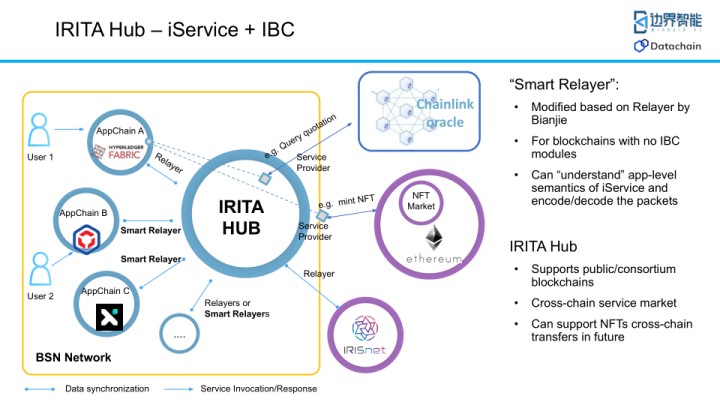 IRITA Hub – iService + IBC
边界智能
BIANJIE AI
Datachain
User 1
AppChain A
HYPERLEDGER
FABRIC
Relayer
e.g. Query quotation
Chainlink
oracle
Service
Provider
IRITA
HUB
e.g. mint NFT
Service
Provider
NFT
Market
ethereum
AppChain B
Smart Relayer
Smart Relayer
User 2
AppChain C
Relayer
Relayers or
Smart Relayers
....
IRISnet
BSN Network
Data synchronization
Service Invocation/Response
“Smart Relayer”:
• Modified based on Relayer by
Bianjie
• For blockchains with no IBC
modules
• Can “understand” app-level
semantics of iService and
encode/decode the packets
IRITA Hub
• Supports public/consortium
blockchains
• Cross-chain service market
• Can support NFTs cross-chain
transfers in future